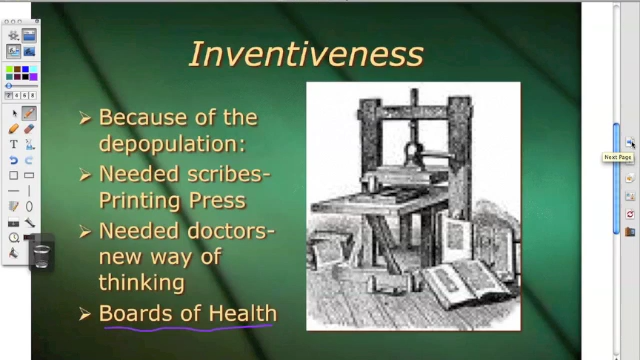 Inventiveness
Because of the
depopulation:
Needed scribes-
Printing Press
Needed doctors-
new way of
thinking
Boards of Health
Next Page